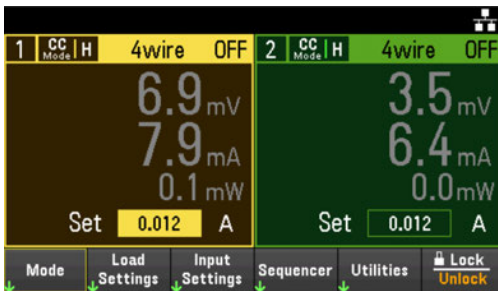 1 CC Mode H 4wire OFF
6.9 mV
7.9 mA
0.1 mW
Set 0.012 A
2 CC Mode H 4wire OFF
3.5 mV
6.4 mA
0.0 mW
Set 0.012 A
Mode
Load Settings
Input Settings
Sequencer
Utilities
Lock
Unlock